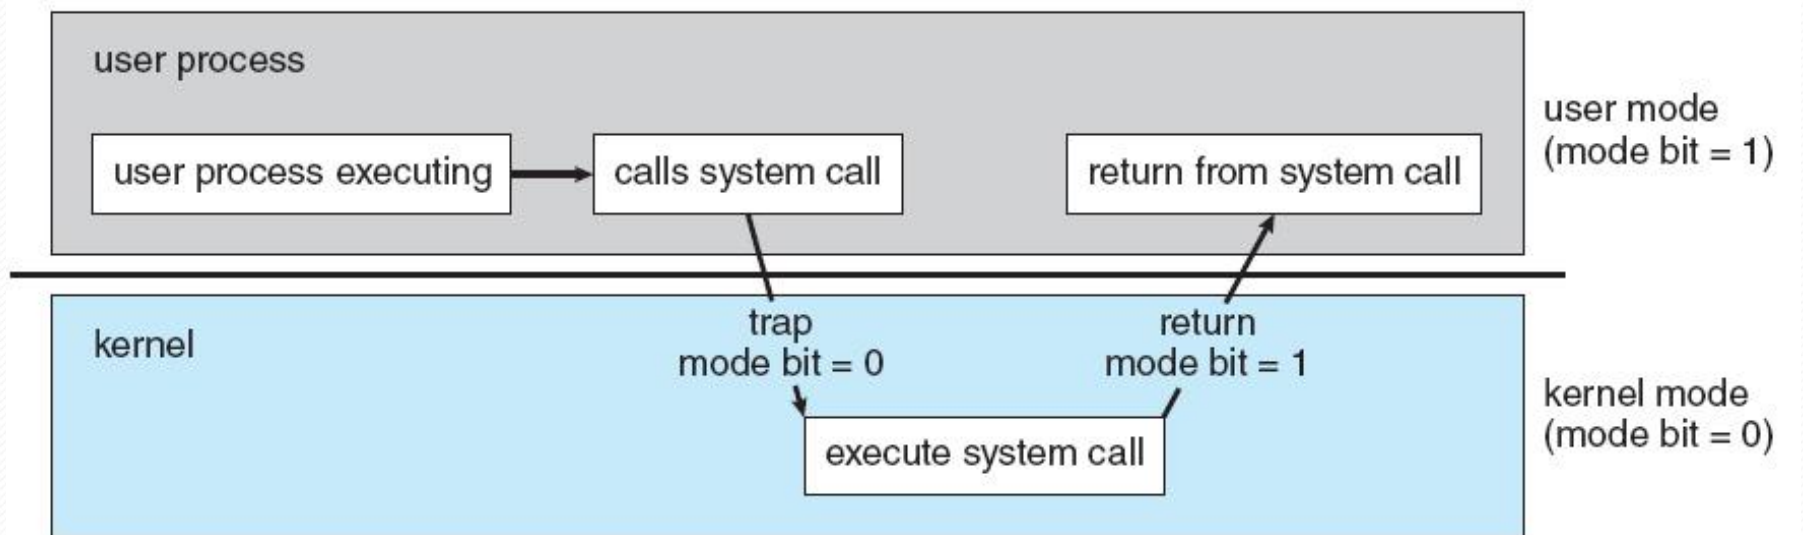 user process
user process executing
calls system call
return from system call
user mode
(mode bit = 1)
kernel
trap
mode bit = 0
return
mode bit = 1
execute system call
kernel mode
(mode bit = 0)